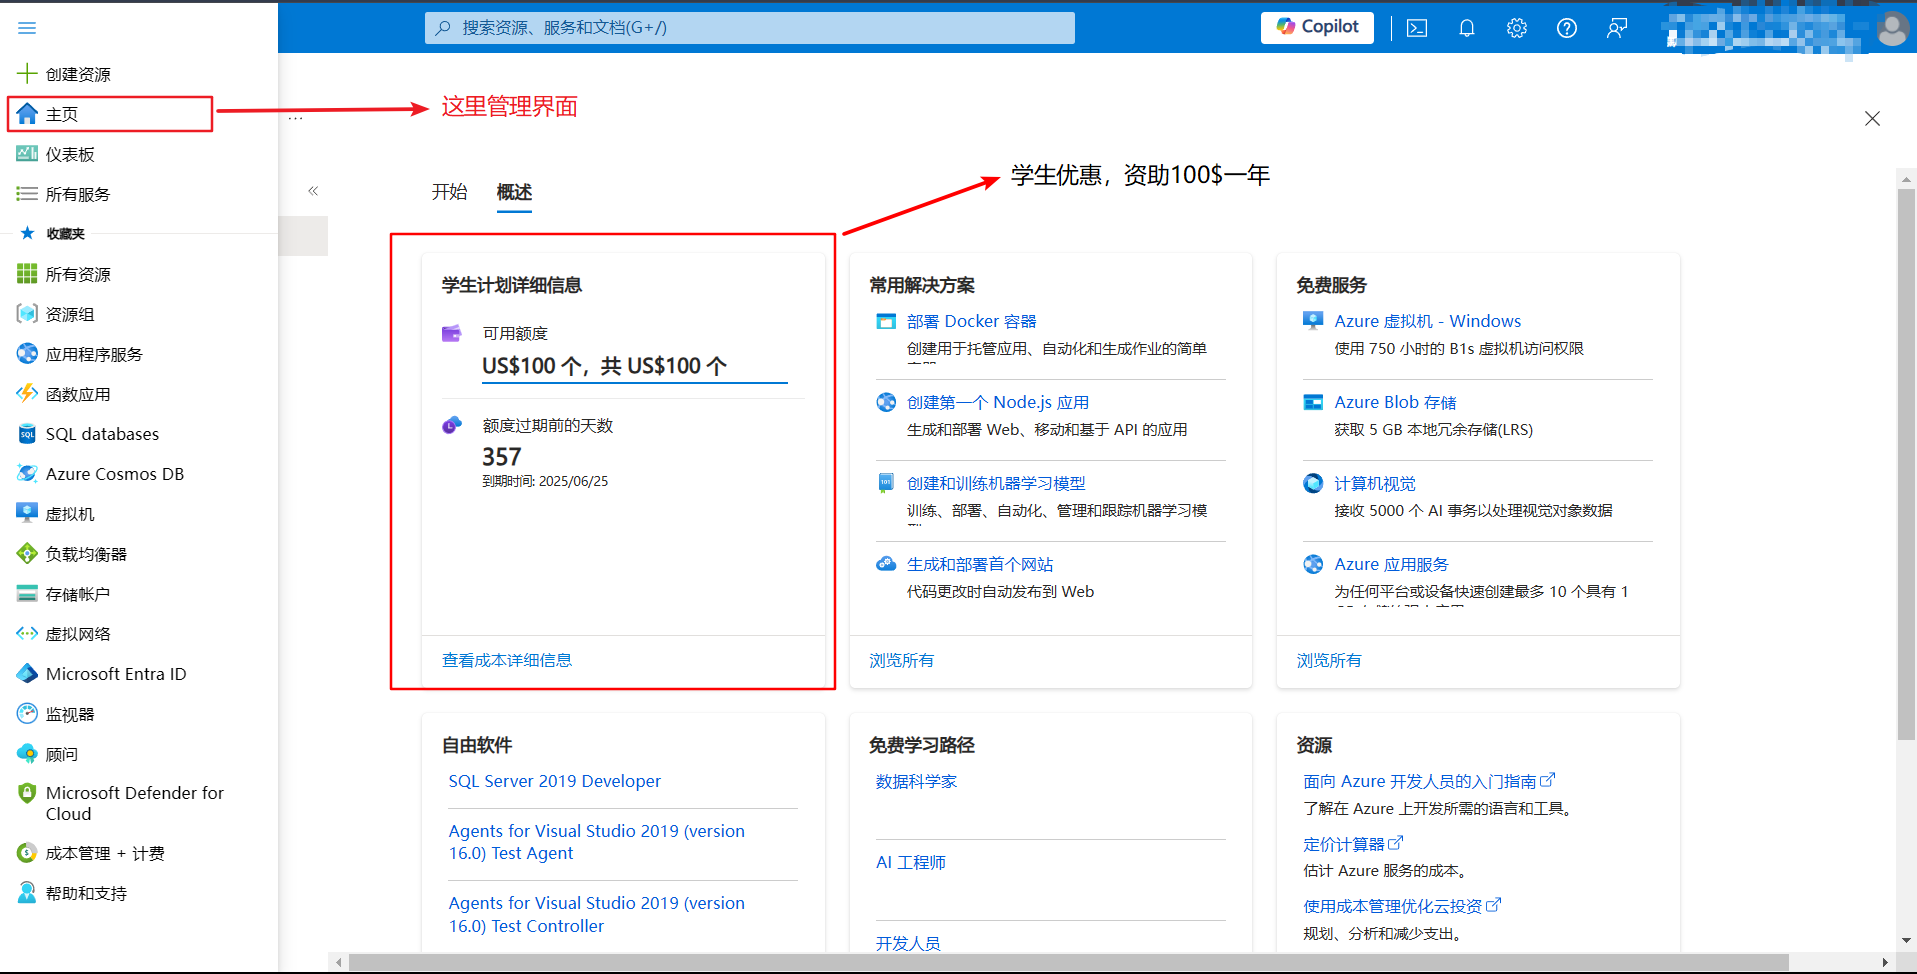 搜索资源、服务和文档(G+/)
Copilot
创建资源
主页
仪表板
所有服务
收藏夹
所有资源
资源组
应用程序服务
函数应用
SQL databases
Azure Cosmos DB
虚拟机
负载均衡器
存储帐户
虚拟网络
Microsoft Entra ID
监视器
顾问
Microsoft Defender for
Cloud
成本管理 + 计费
帮助和支持
这里管理界面
...
学生优惠，资助100$一年
«
开始
概述
学生计划详细信息
可用额度
US$100 个，共 US$100 个
额度过期前的天数
357
到期时间: 2025/06/25
查看成本详细信息
常用解决方案
部署 Docker 容器
创建用于托管应用、自动化和生成作业的简单
创建第一个 Node.js 应用
生成和部署 Web、移动和基于 API 的应用
创建和训练机器学习模型
训练、部署、自动化、管理和跟踪机器学习模
生成和部署首个网站
代码更改时自动发布到 Web
浏览所有
免费服务
Azure 虚拟机 - Windows
使用 750 小时的 B1s 虚拟机访问权限
Azure Blob 存储
获取 5 GB 本地冗余存储(LRS)
计算机视觉
接收 5000 个 AI 事务以处理视觉对象数据
Azure 应用服务
为任何平台或设备快速创建最多 10 个具有 1
浏览所有
自由软件
SQL Server 2019 Developer
Agents for Visual Studio 2019 (version
16.0) Test Agent
Agents for Visual Studio 2019 (version
16.0) Test Controller
免费学习路径
数据科学家
AI 工程师
开发人员
资源
面向 Azure 开发人员的入门指南
了解在 Azure 上开发所需的语言和工具。
定价计算器
估计 Azure 服务的成本。
使用成本管理优化云投资
规划、分析和减少支出。